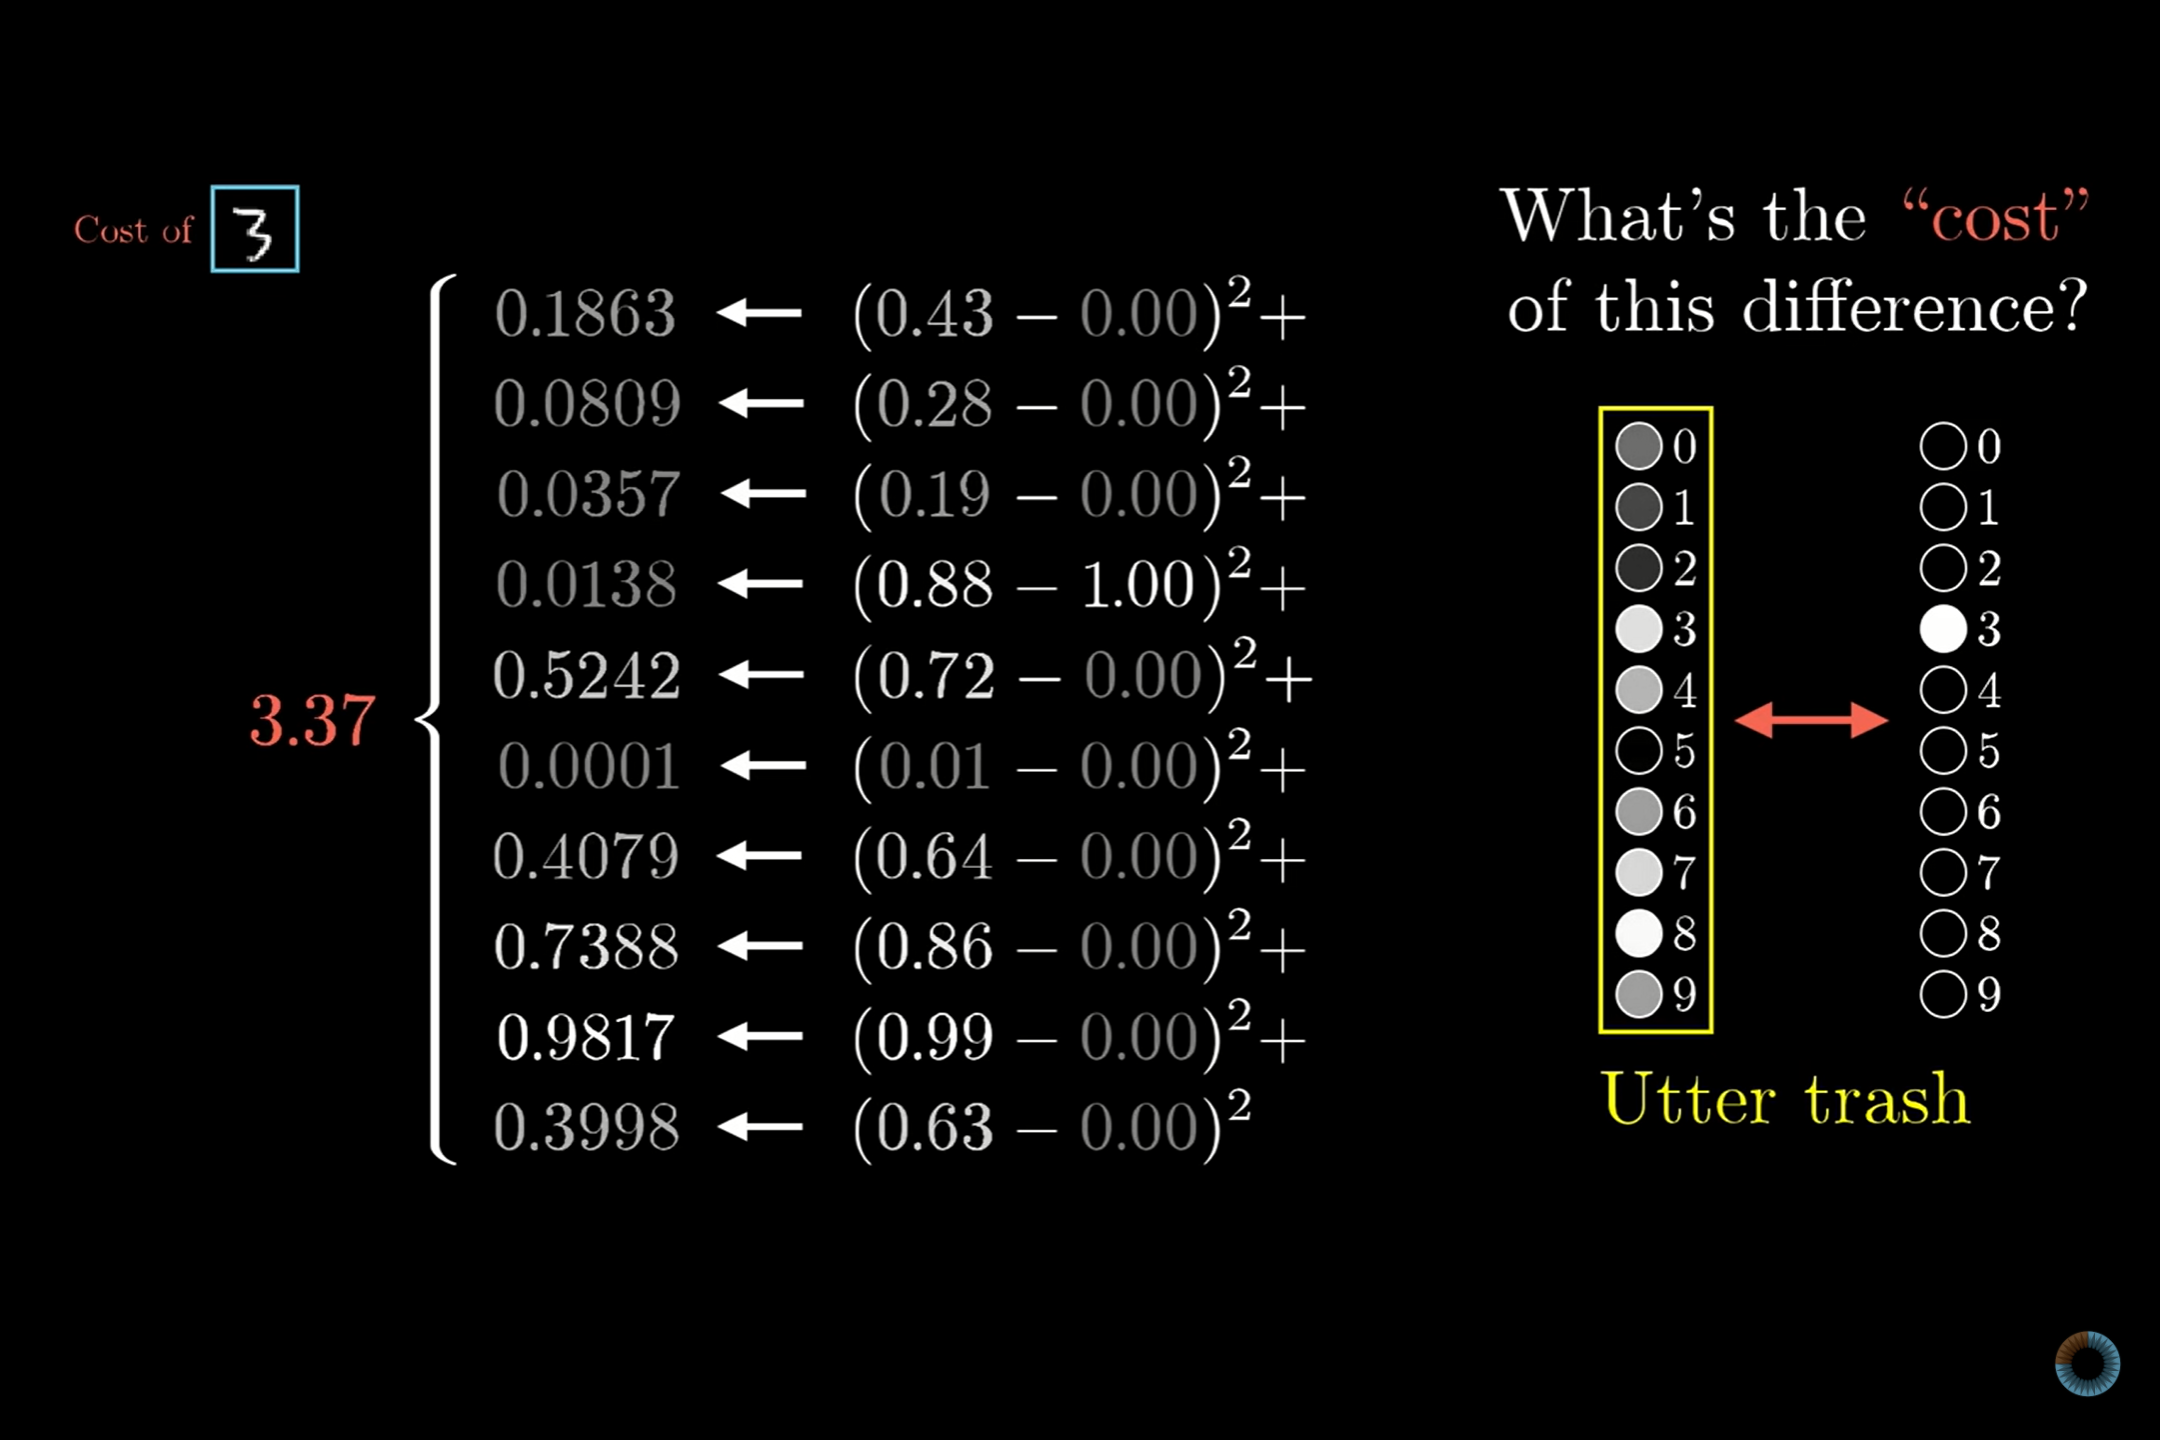 Cost of 3
What's the “cost”
of this difference?
3.37
0.1863 ← (0.43 − 0.00)²+
0.0809 ← (0.28 − 0.00)²+
0.0357 ← (0.19 − 0.00)²+
0.0138 ← (0.88 − 1.00)²+
0.5242 ← (0.72 − 0.00)²+
0.0001 ← (0.01 − 0.00)²+
0.4079 ← (0.64 − 0.00)²+
0.7388 ← (0.86 − 0.00)²+
0.9817 ← (0.99 − 0.00)²+
0.3998 ← (0.63 − 0.00)²
0 0
1 1
2 2
3 3
4 4
5 5
6 6
7 7
8 8
9 9
Utter trash